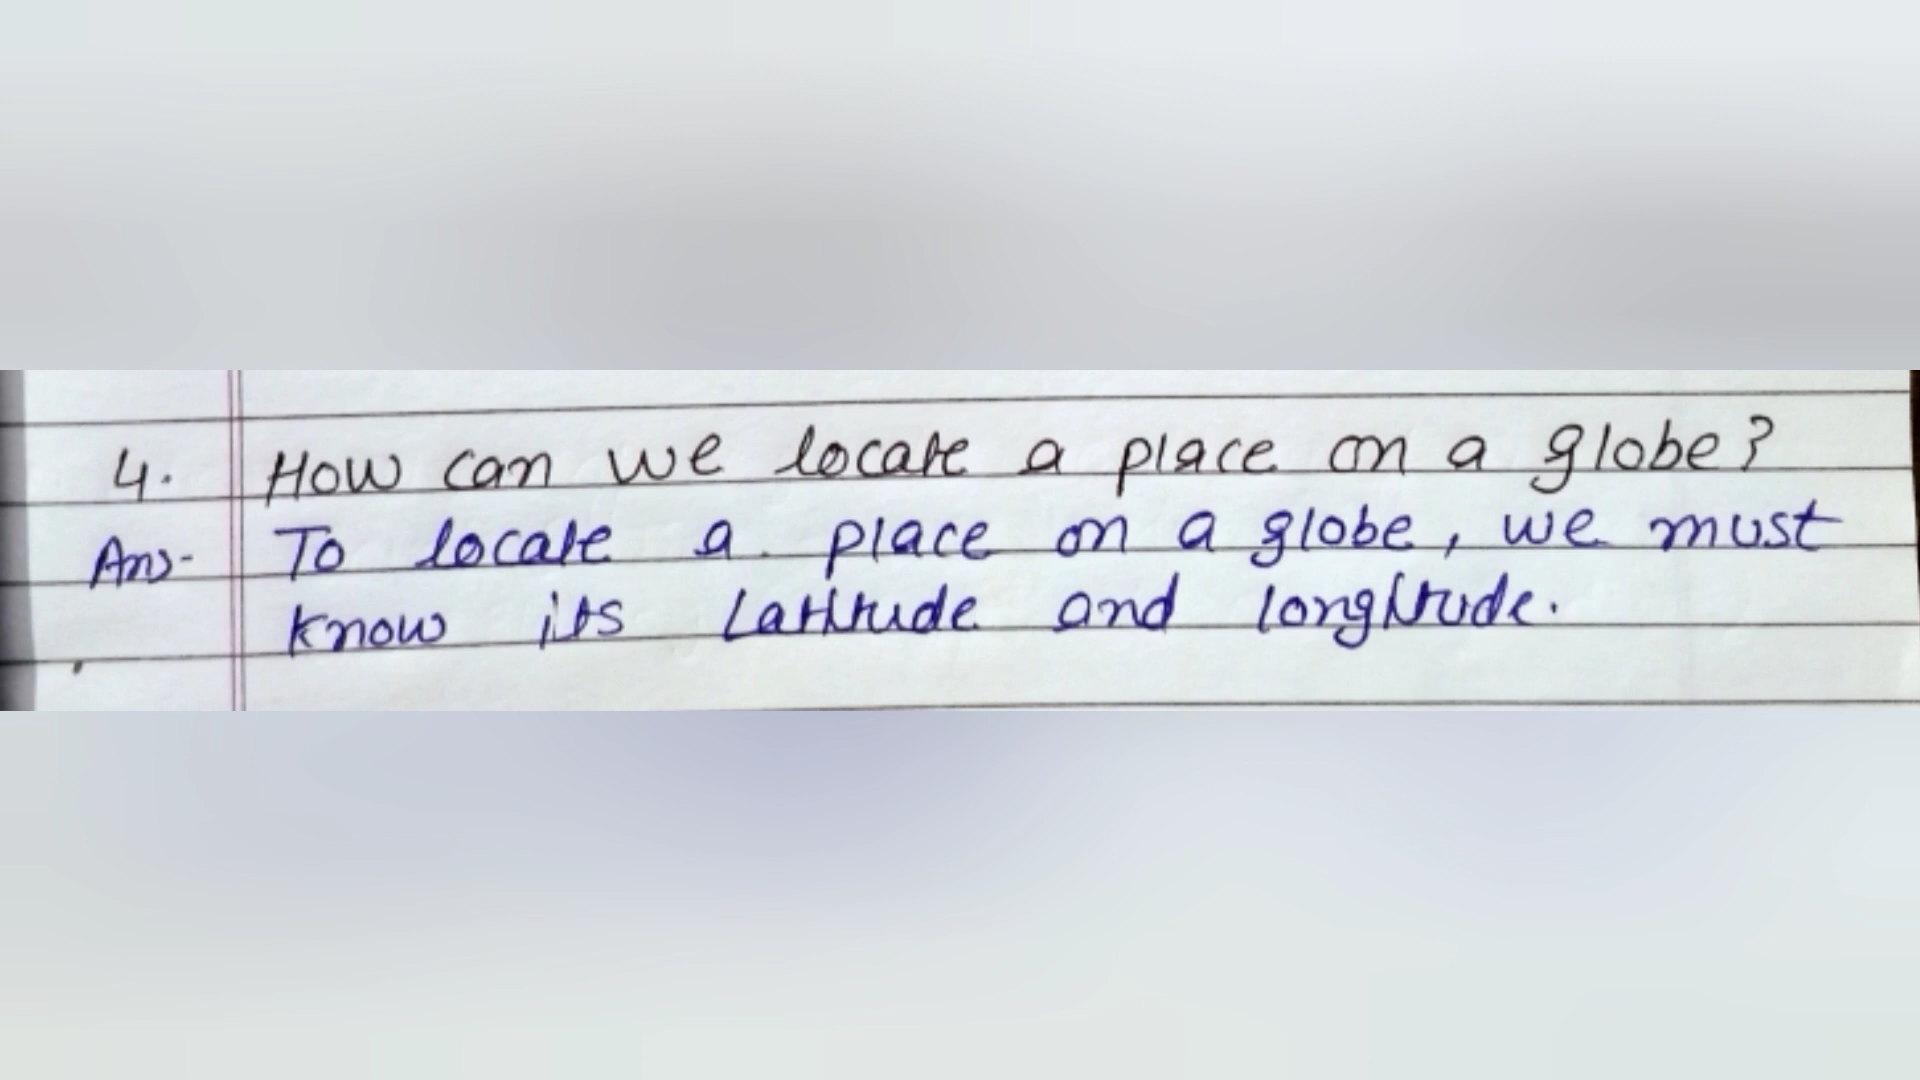 4. How can we locate a place on a globe?
Ans- To locate a place on a globe, we must
know its Latitude and longitude.